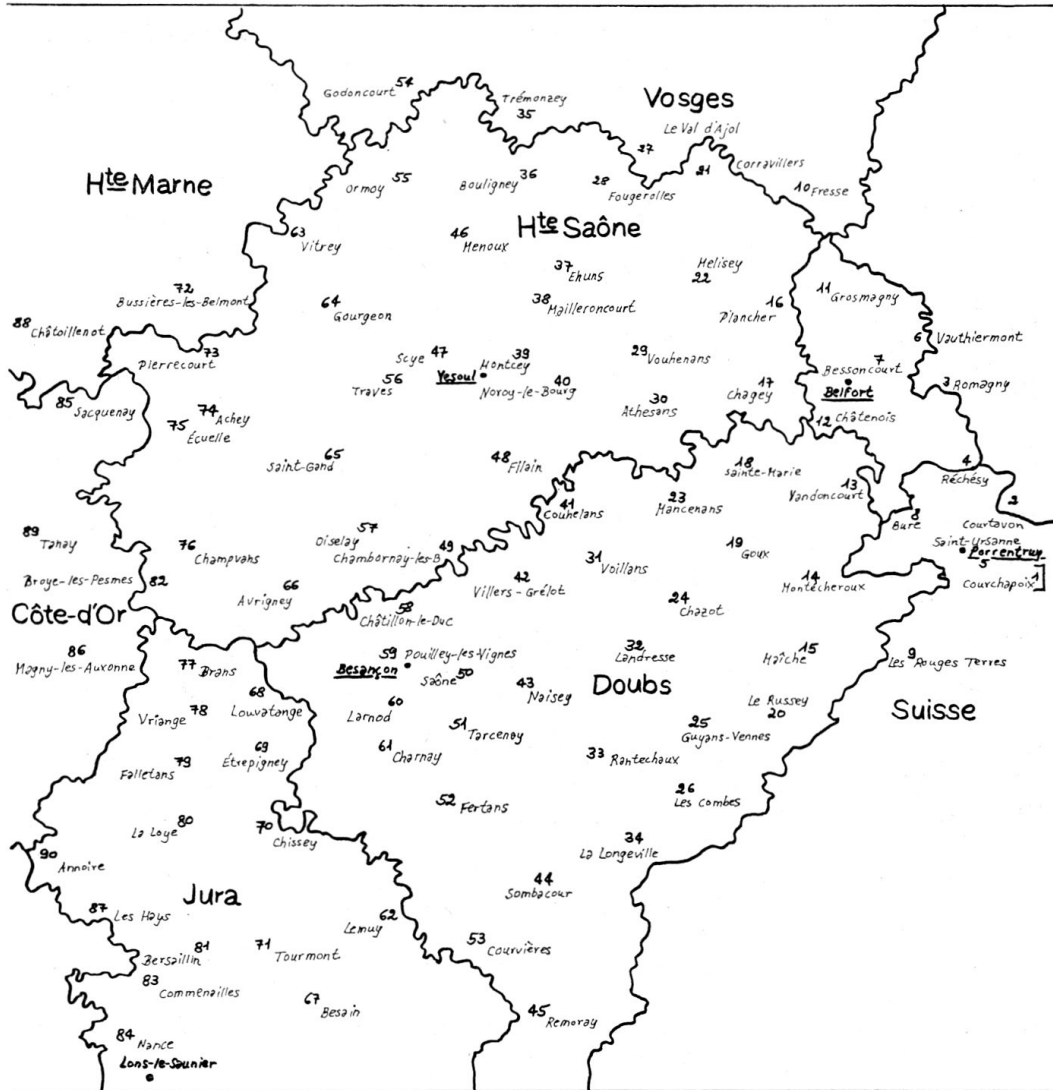 54
Godoncourt
Trémonzey
35
Vosges
Le Val d'Ajol
27
21
Corravillers
10 Fresse
Hte Marne
Ormoy
55
Bouligney
36
28
Fougerolles
63
Vitrey
46
Menoux
Hte Saône
37
Ehuns
Melisey
22
72
Bussières-les-Belmont
64
Gourgeon
38 Mailleroncourt
16
Plancher
11
Grosmagny
88
Châtoillenot
73
Pierrecourt
Scye
47
39
Montcey
Vesoul
29 Vouhenans
6
Vauthiermont
7
Bessoncourt
Belfort
3 Romagny
56
Traves
Noroy-le-Bourg
40
17
Chagey
30
Athesans
12
Châtenois
85
Sacquenay
74
Achey
75
Écuelle
65
Saint-Gand
48
Filain
18
Sainte-Marie
4
Réchésy
13
Vandoncourt
41
Couhelans
23
Mancenans
8
Bure
2
Courtavon
89
Tanay
76
Champvans
57
Oiselay
Chambornay-les-B.
49
31
Voillans
19
Goux
Saint-Ursanne
Porrentruy
5
Courchapoix 1
Broye-les-Pesmes
82
66
Avrigney
42
Villers-Grélot
24
Chazot
14
Montécheroux
Côte-d'Or
58
Châtillon-le-Duc
86
Magny-les-Auxonne
77
Brans
59
Pouilley-les-Vignes
Besançon
32
Landresse
15
Maîche
9
Les Rouges Terres
Saône
50
43
Naisey
Doubs
Suisse
68
Louvatange
60
Larnod
Le Russey
20
78
Vriange
51
Tarcenay
25
Guyans-Vennes
69
Étrepigney
61
Charnay
33
Rantechaux
79
Falletans
26
Les Combes
52
Fertans
80
La Loye
70
Chissey
34
La Longeville
90
Annoire
44
Sombacour
Jura
87
Les Hays
62
Lemuy
53
Courvières
81
Bersaillin
71
Tourmont
83
Commenailles
67
Besain
45
Remoray
84
Nance
Lons-le-Saunier